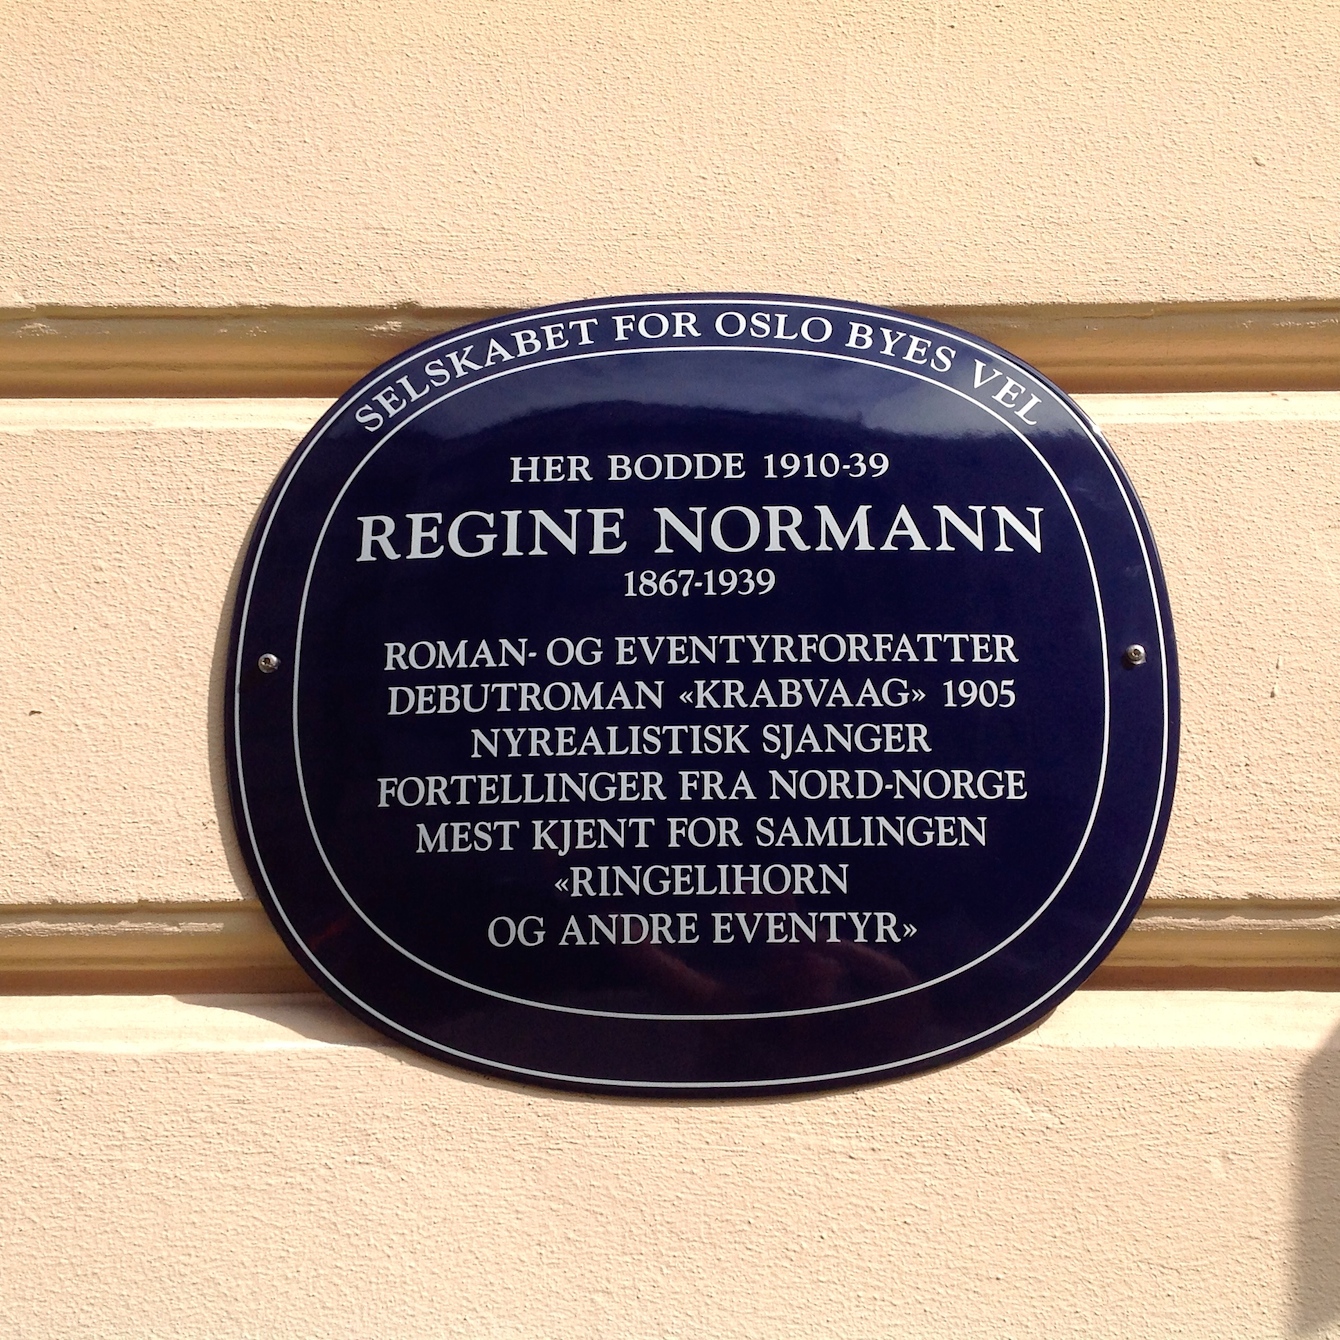 SELSKABET FOR OSLO BYES VEL
HER BODDE 1910-39
REGINE NORMANN
1867-1939
ROMAN- OG EVENTYRFORFATTER
DEBUTROMAN «KRABVAAG» 1905
NYREALISTISK SJANGER
FORTELLINGER FRA NORD-NORGE
MEST KJENT FOR SAMLINGEN
«RINGELIHORN
OG ANDRE EVENTYR»